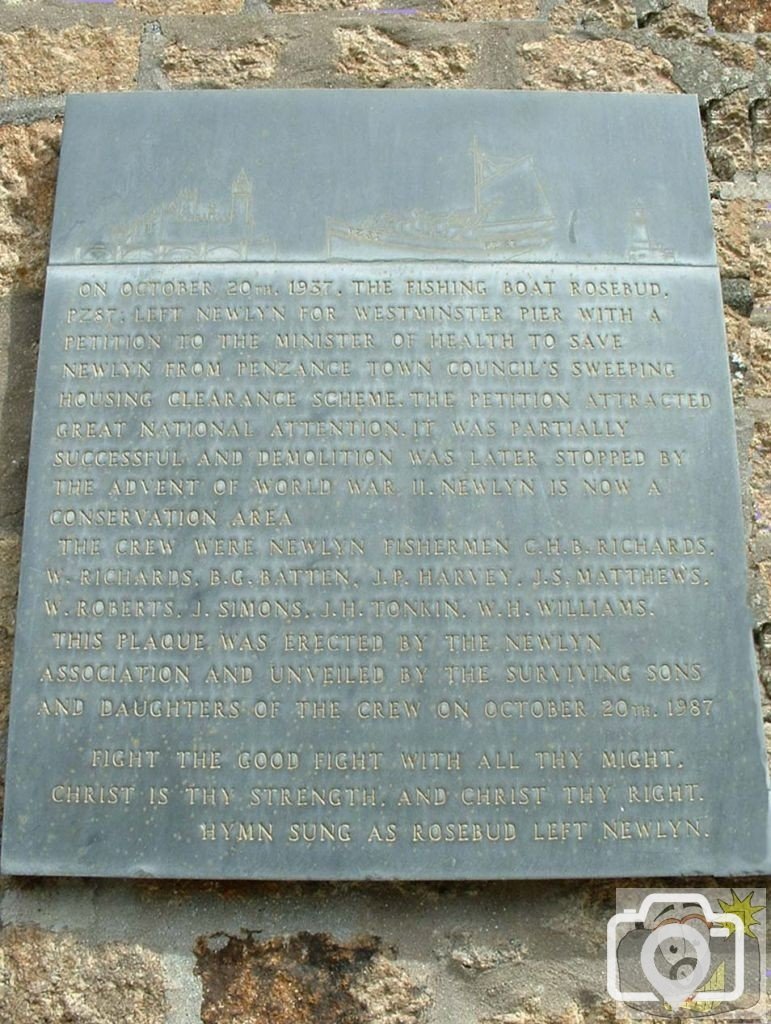 ON OCTOBER 20TH, 1937, THE FISHING BOAT ROSEBUD,
PZ87, LEFT NEWLYN FOR WESTMINSTER PIER WITH A
PETITION TO THE MINISTER OF HEALTH TO SAVE
NEWLYN FROM PENZANCE TOWN COUNCIL'S SWEEPING
HOUSING CLEARANCE SCHEME. THE PETITION ATTRACTED
GREAT NATIONAL ATTENTION. IT WAS PARTIALLY
SUCCESSFUL AND DEMOLITION WAS LATER STOPPED BY
THE ADVENT OF WORLD WAR II. NEWLYN IS NOW A
CONSERVATION AREA
THE CREW WERE NEWLYN FISHERMEN C.H.B. RICHARDS,
W. RICHARDS, B.G. BATTEN, J.P. HARVEY, J.S. MATTHEWS,
W. ROBERTS, J. SIMONS, J.H. TONKIN, W.H. WILLIAMS.
THIS PLAQUE WAS ERECTED BY THE NEWLYN
ASSOCIATION AND UNVEILED BY THE SURVIVING SONS
AND DAUGHTERS OF THE CREW ON OCTOBER 20TH, 1987
FIGHT THE GOOD FIGHT WITH ALL THY MIGHT,
CHRIST IS THY STRENGTH, AND CHRIST THY RIGHT.
HYMN SUNG AS ROSEBUD LEFT NEWLYN.